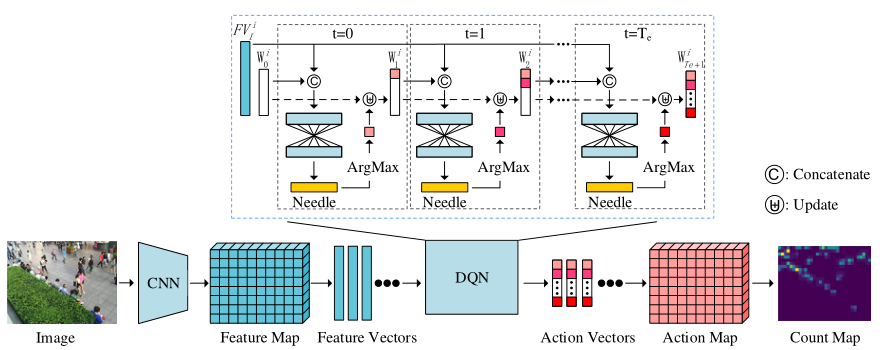 FV_I^i
t=0
t=1
t=T_e
W_0^i
W_1^i
W_2^i
W_{Te+1}^i
C
C
C
ArgMax
ArgMax
ArgMax
Needle
Needle
Needle
C: Concatenate
⊍: Update
CNN
DQN
Image
Feature Map
Feature Vectors
Action Vectors
Action Map
Count Map